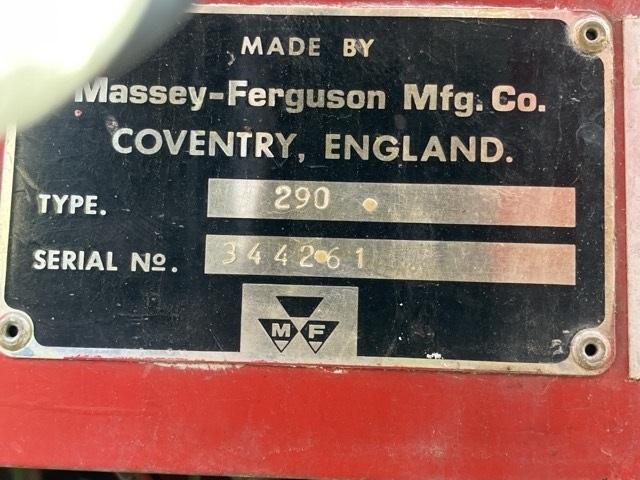 MADE BY
Massey-Ferguson Mfg. Co.
COVENTRY, ENGLAND.
TYPE. 290
SERIAL Nº. 344261
M F